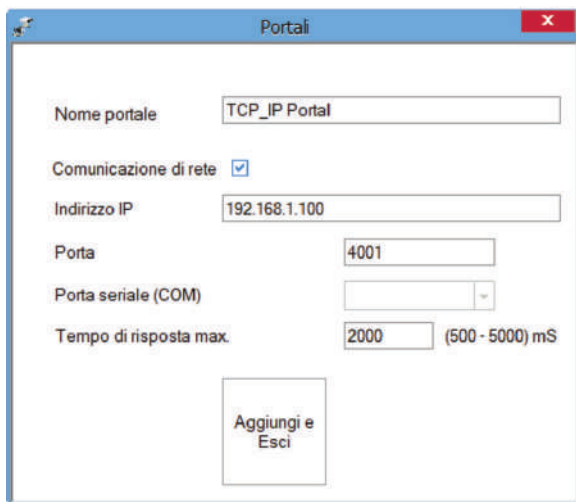 Portali
x
Nome portale TCP_IP Portal
Comunicazione di rete
Indirizzo IP 192.168.1.100
Porta 4001
Porta seriale (COM)
Tempo di risposta max. 2000 (500 - 5000) mS
Aggiungi e
Esci